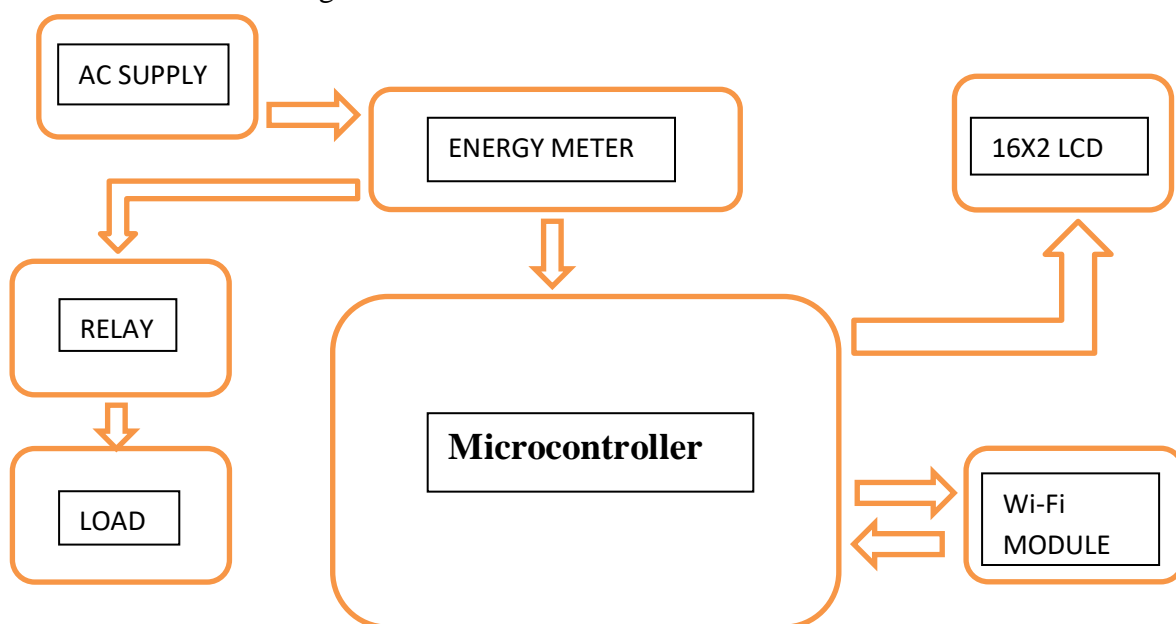 AC SUPPLY
ENERGY METER
16X2 LCD
RELAY
Microcontroller
LOAD
Wi-Fi
MODULE